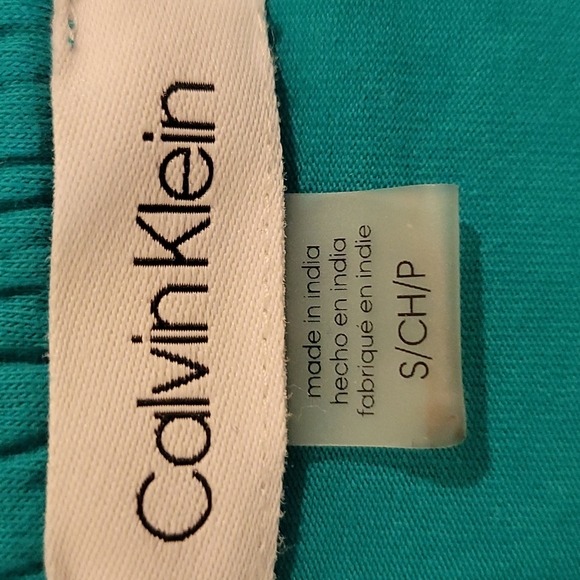 Calvin Klein
made in india
hecho en india
fabriqué en indie
S/CH/P